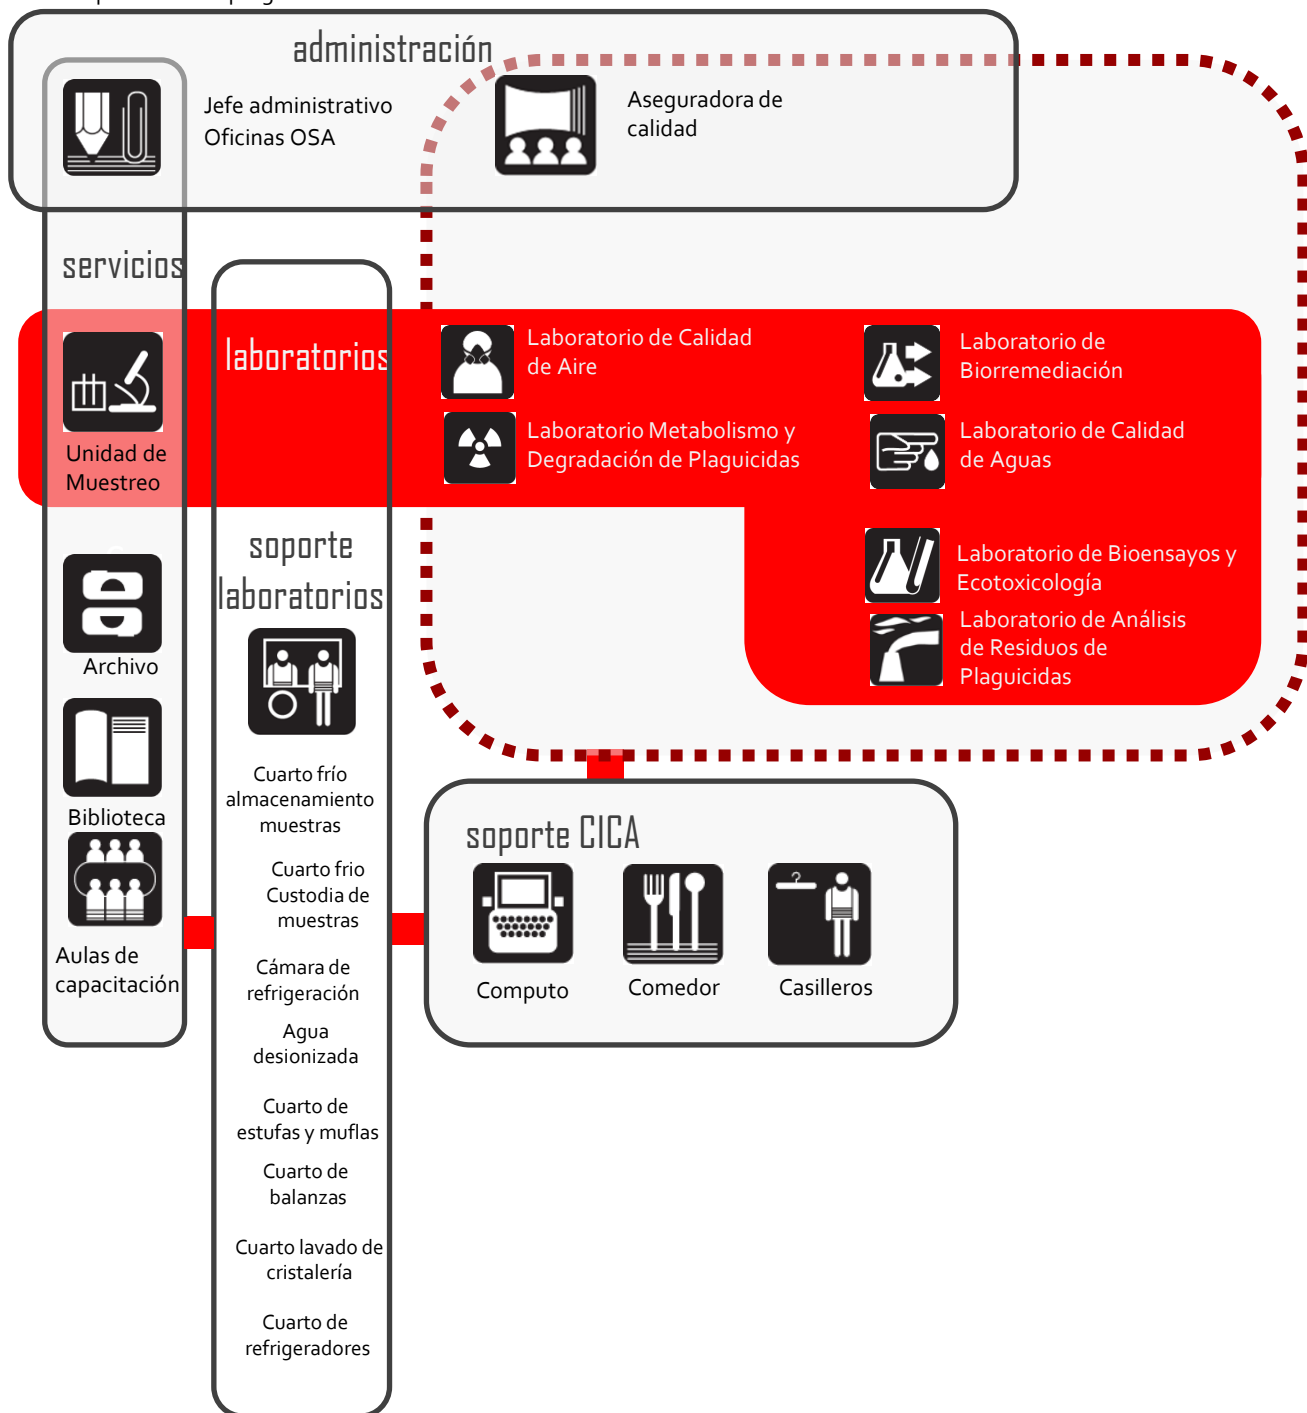 administración
Jefe administrativo
Oficinas OSA
Aseguradora de
calidad
servicios
Unidad de
Muestreo
Archivo
Biblioteca
Aulas de
capacitación
laboratorios
Laboratorio de Calidad
de Aire
Laboratorio Metabolismo y
Degradación de Plaguicidas
Laboratorio de
Biorremediación
Laboratorio de Calidad
de Aguas
Laboratorio de Bioensayos y
Ecotoxicología
Laboratorio de Análisis
de Residuos de
Plaguicidas
soporte
laboratorios
Cuarto frío
almacenamiento
muestras
Cuarto frio
Custodia de
muestras
Cámara de
refrigeración
Agua
desionizada
Cuarto de
estufas y muflas
Cuarto de
balanzas
Cuarto lavado de
cristalería
Cuarto de
refrigeradores
soporte CICA
Computo
Comedor
Casilleros